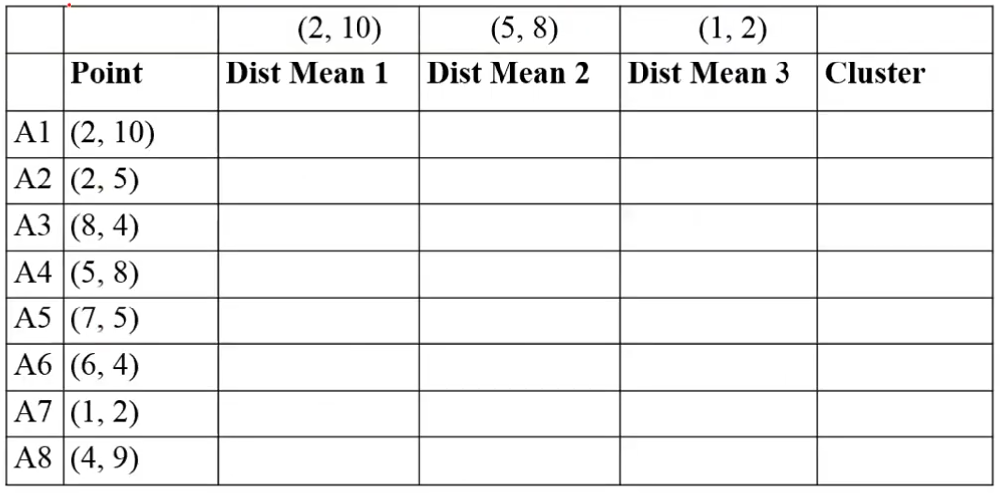 (2, 10) (5, 8) (1, 2)
Point Dist Mean 1 Dist Mean 2 Dist Mean 3 Cluster
A1 (2, 10)
A2 (2, 5)
A3 (8, 4)
A4 (5, 8)
A5 (7, 5)
A6 (6, 4)
A7 (1, 2)
A8 (4, 9)